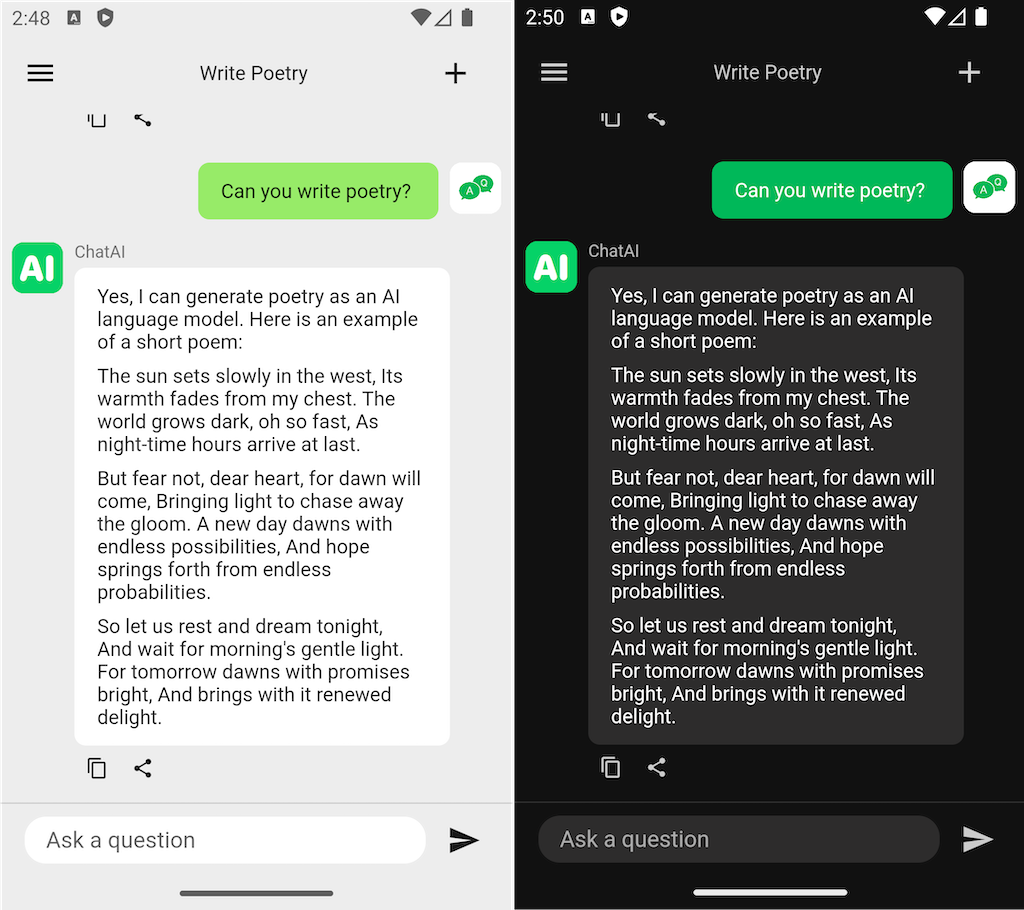 2:48
A
Write Poetry
Can you write poetry?
A Q
AI
ChatAI
Yes, I can generate poetry as an AI
language model. Here is an example
of a short poem:
The sun sets slowly in the west, Its
warmth fades from my chest. The
world grows dark, oh so fast, As
night-time hours arrive at last.
But fear not, dear heart, for dawn will
come, Bringing light to chase away
the gloom. A new day dawns with
endless possibilities, And hope
springs forth from endless
probabilities.
So let us rest and dream tonight,
And wait for morning's gentle light.
For tomorrow dawns with promises
bright, And brings with it renewed
delight.
Ask a question
2:50
A
Write Poetry
Can you write poetry?
A Q
AI
ChatAI
Yes, I can generate poetry as an AI
language model. Here is an example
of a short poem:
The sun sets slowly in the west, Its
warmth fades from my chest. The
world grows dark, oh so fast, As
night-time hours arrive at last.
But fear not, dear heart, for dawn will
come, Bringing light to chase away
the gloom. A new day dawns with
endless possibilities, And hope
springs forth from endless
probabilities.
So let us rest and dream tonight,
And wait for morning's gentle light.
For tomorrow dawns with promises
bright, And brings with it renewed
delight.
Ask a question